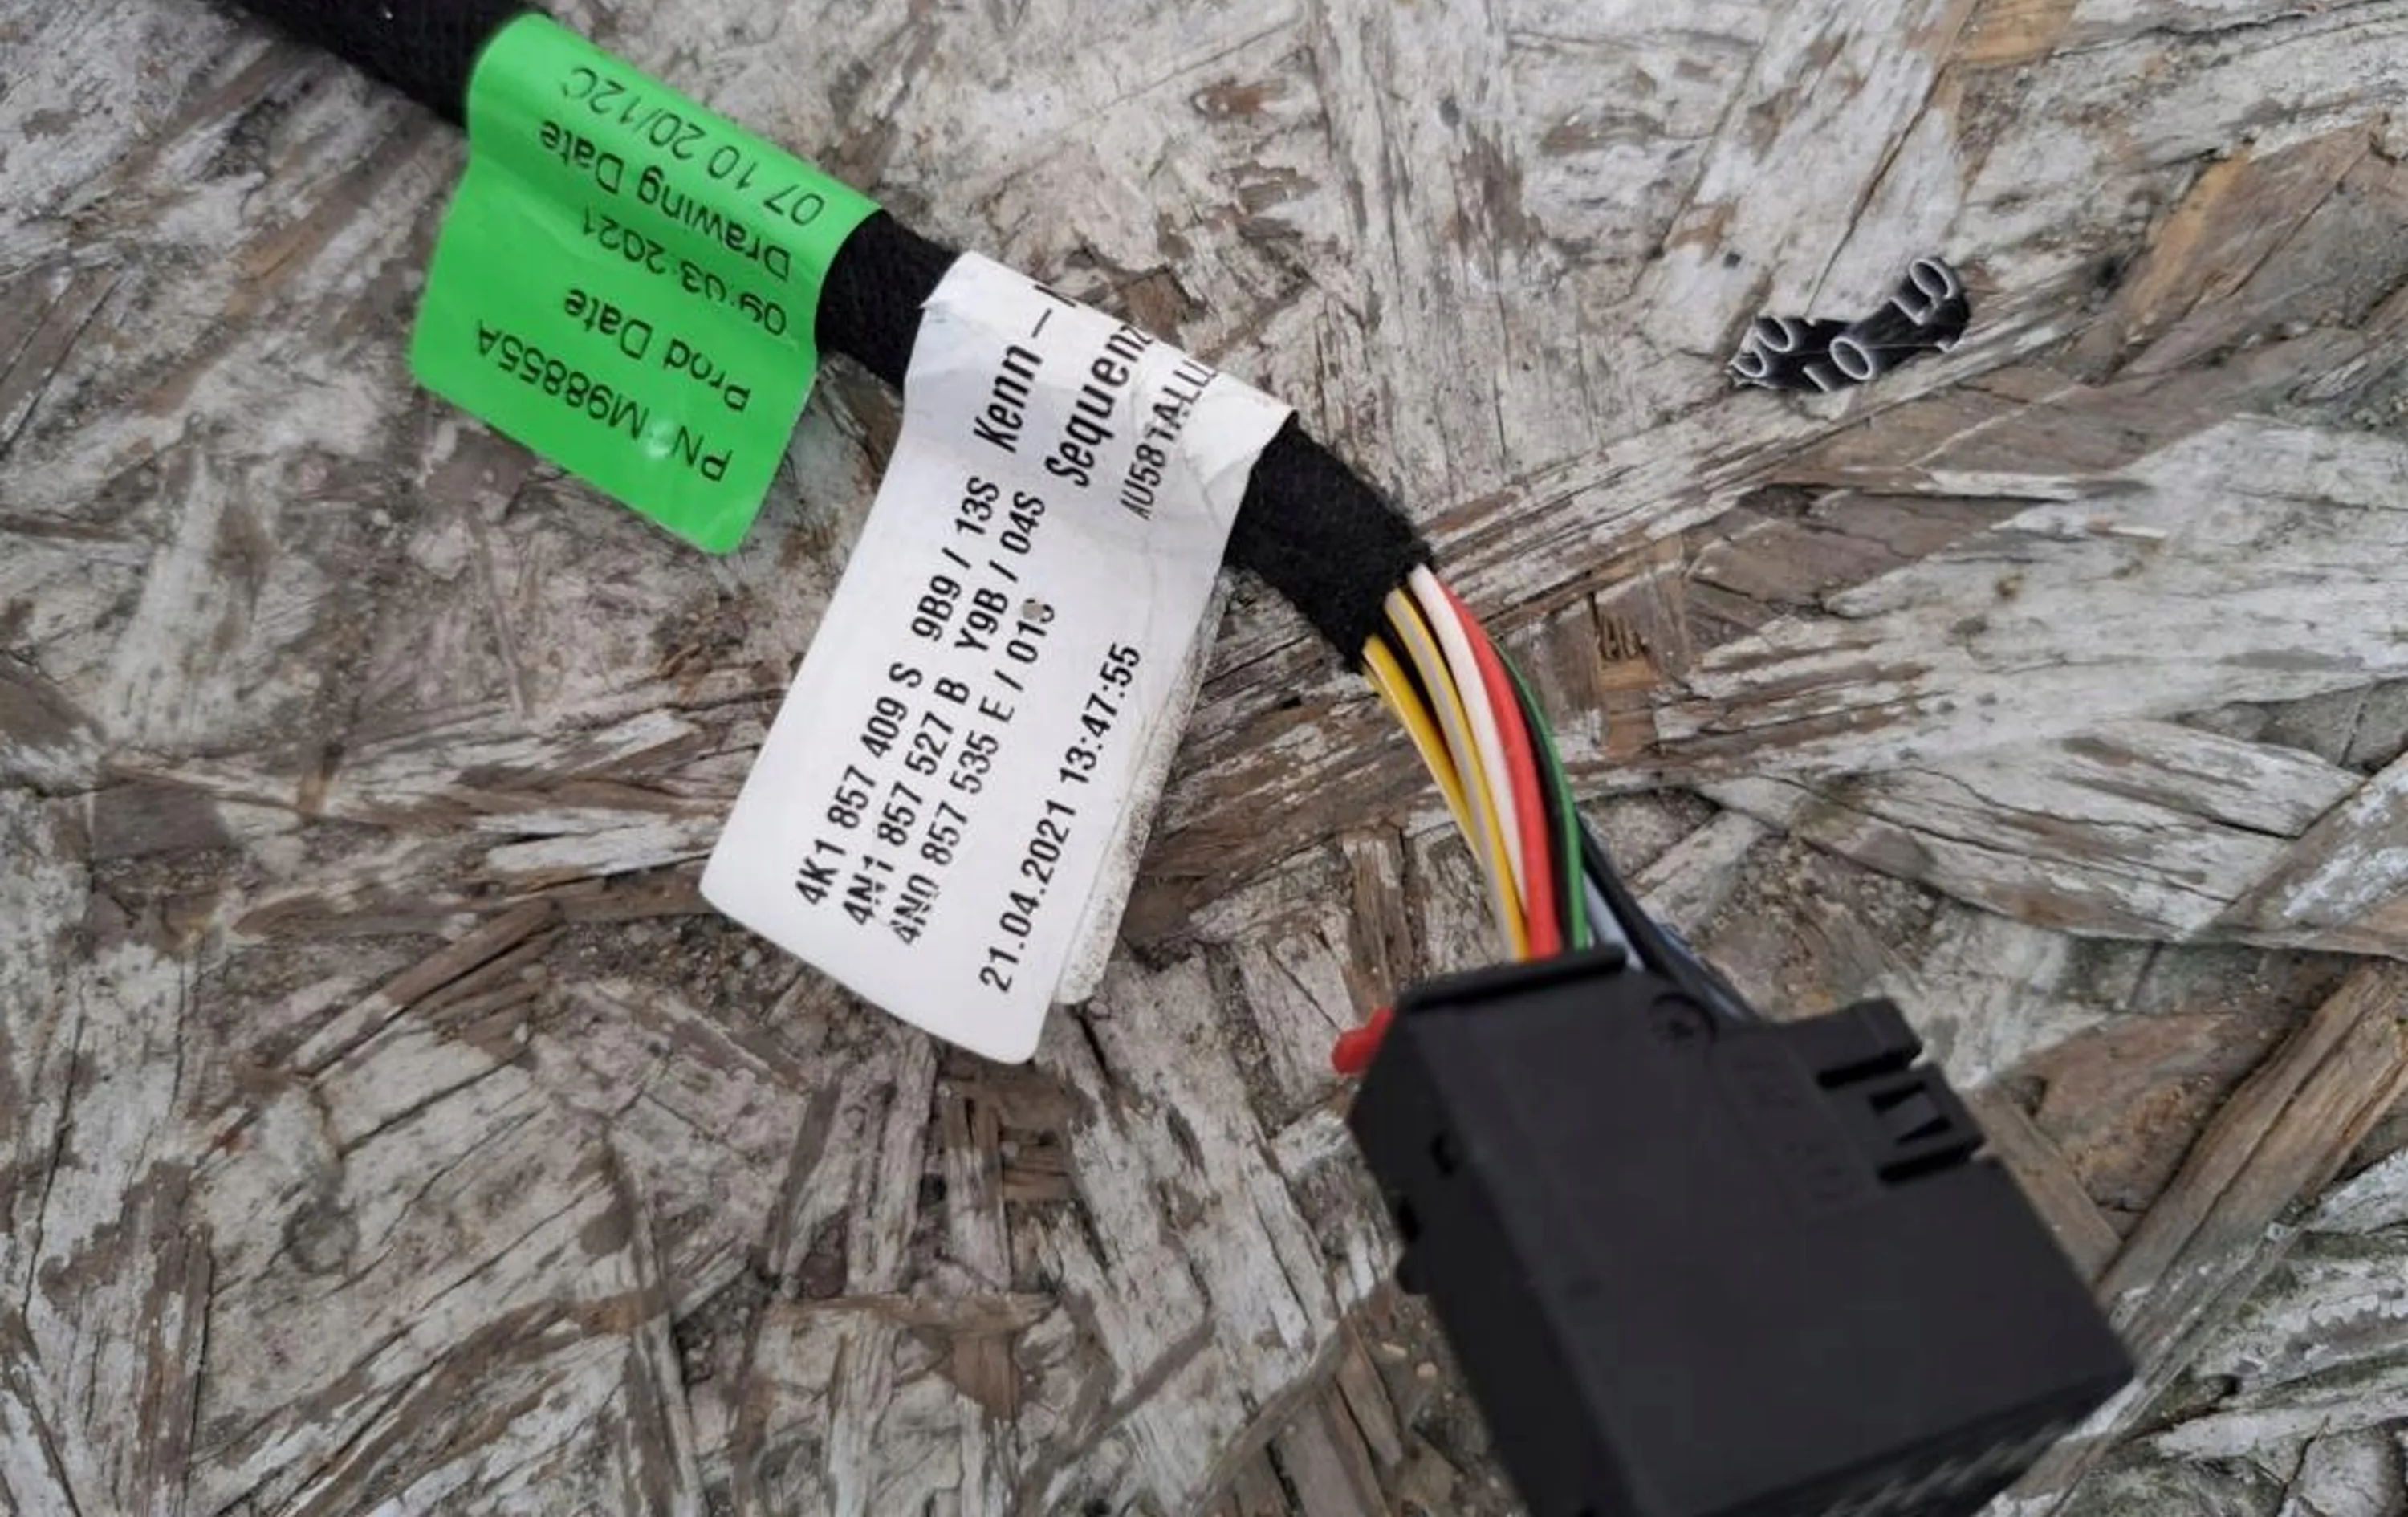 PN M98855A
Prod Date
09.03.2021
Drawing Date
07 10 20/12C
4K1 857 409 S 9B9 / 13S
4N1 857 527 B Y9B / 04S
4N0 857 535 E / 013
21.04.2021 13:47:55
Kenn –
Sequenz